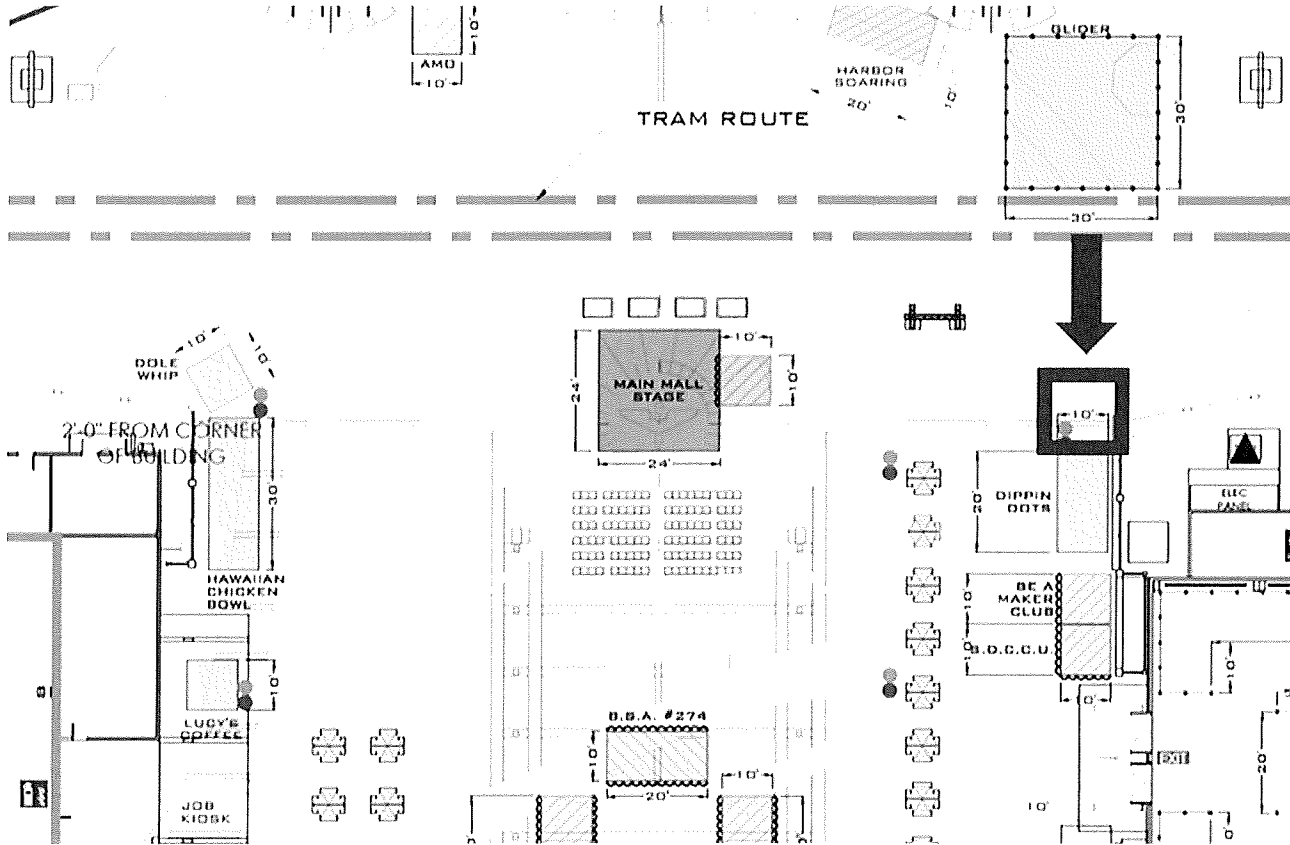 10'
AMO
10'
GLIDER
HARBOR
SOARING
20'
10'
30'
30'
TRAM ROUTE
DOLE
WHIP
10'
10'
2'-0" FROM CORNER
OF BUILDING
30'
HAWAIIAN
CHICKEN
BOWL
24'
MAIN MALL
STAGE
10'
10'
24'
10'
20'
DIPPIN
DOTS
ELEC
PANEL
10'
BE A
MAKER
CLUB
10'
S.D.C.C.U.
10'
10'
LUCY'S
COFFEE
JOB
KIOSK
B.S.A. #274
10'
20'
10'
10'
EXIT
20'
10'